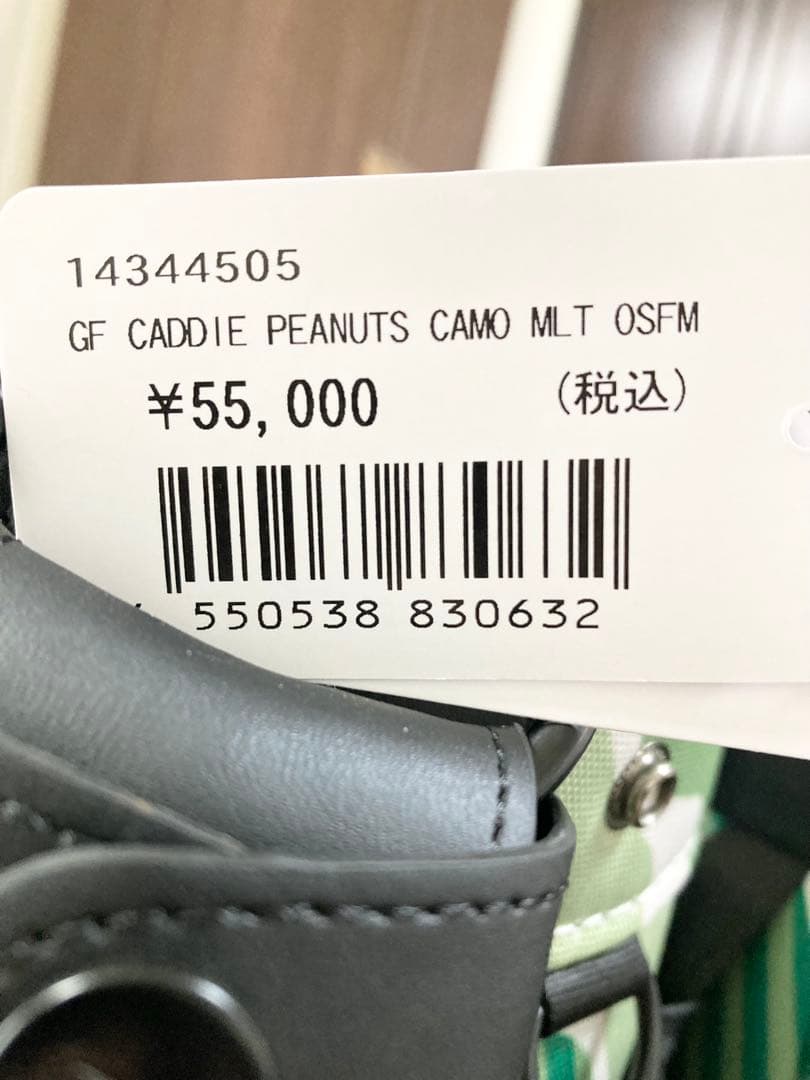 14344505
GF CADDIE PEANUTS CAMO MLT OSFM
¥55,000 (税込)
550538 830632